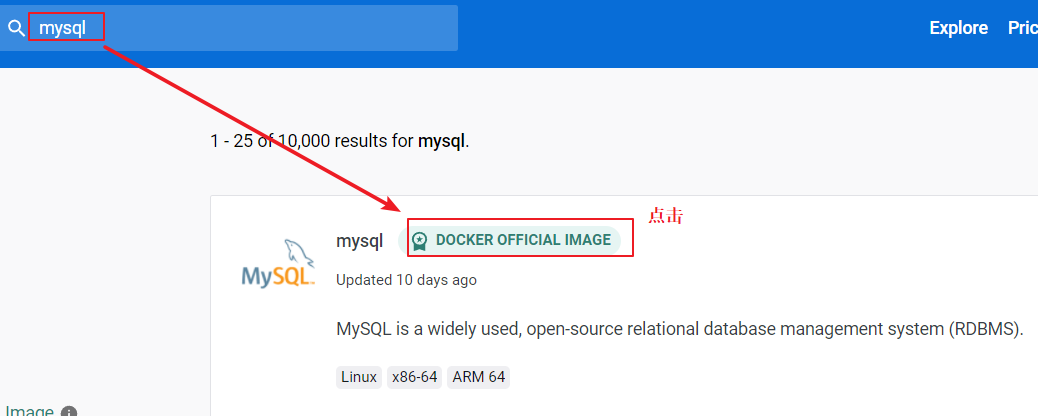 mysql
Explore Pric
1 - 25 of 10,000 results for mysql.
点击
mysql DOCKER OFFICIAL IMAGE
MySQL
Updated 10 days ago
MySQL is a widely used, open-source relational database management system (RDBMS).
Linux x86-64 ARM 64
Image